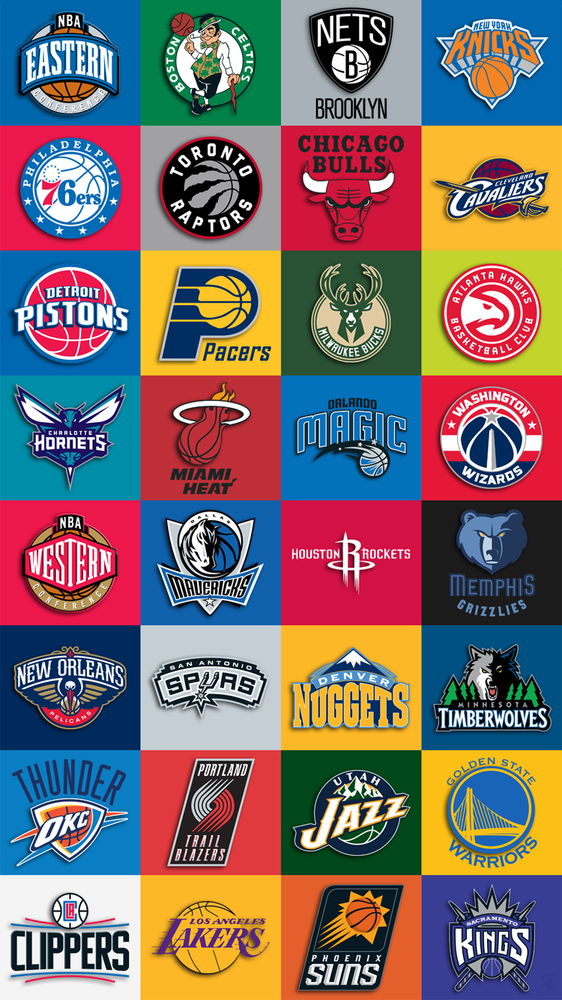 NBA
EASTERN
CONFERENCE
BOSTON CELTICS
NETS
B
BROOKLYN
NEW YORK
KNICKS
PHILADELPHIA
76ers
TORONTO
RAPTORS
CHICAGO
BULLS
CLEVELAND
CAVALIERS
DETROIT
PISTONS
Pacers
MILWAUKEE BUCKS
ATLANTA HAWKS
BASKETBALL CLUB
CHARLOTTE
HORNETS
MIAMI
HEAT
ORLANDO
MAGIC
WASHINGTON
WIZARDS
NBA
WESTERN
CONFERENCE
DALLAS
MAVERICKS
HOUSTON R ROCKETS
MEMPHIS
GRIZZLIES
NEW ORLEANS
PELICANS
SAN ANTONIO
SPURS
DENVER
NUGGETS
MINNESOTA
TIMBERWOLVES
THUNDER
OKC
PORTLAND
TRAIL
BLAZERS
UTAH
JAZZ
GOLDEN STATE
WARRIORS
LA
CLIPPERS
LOS ANGELES
LAKERS
PHOENIX
SUNS
SACRAMENTO
KINGS